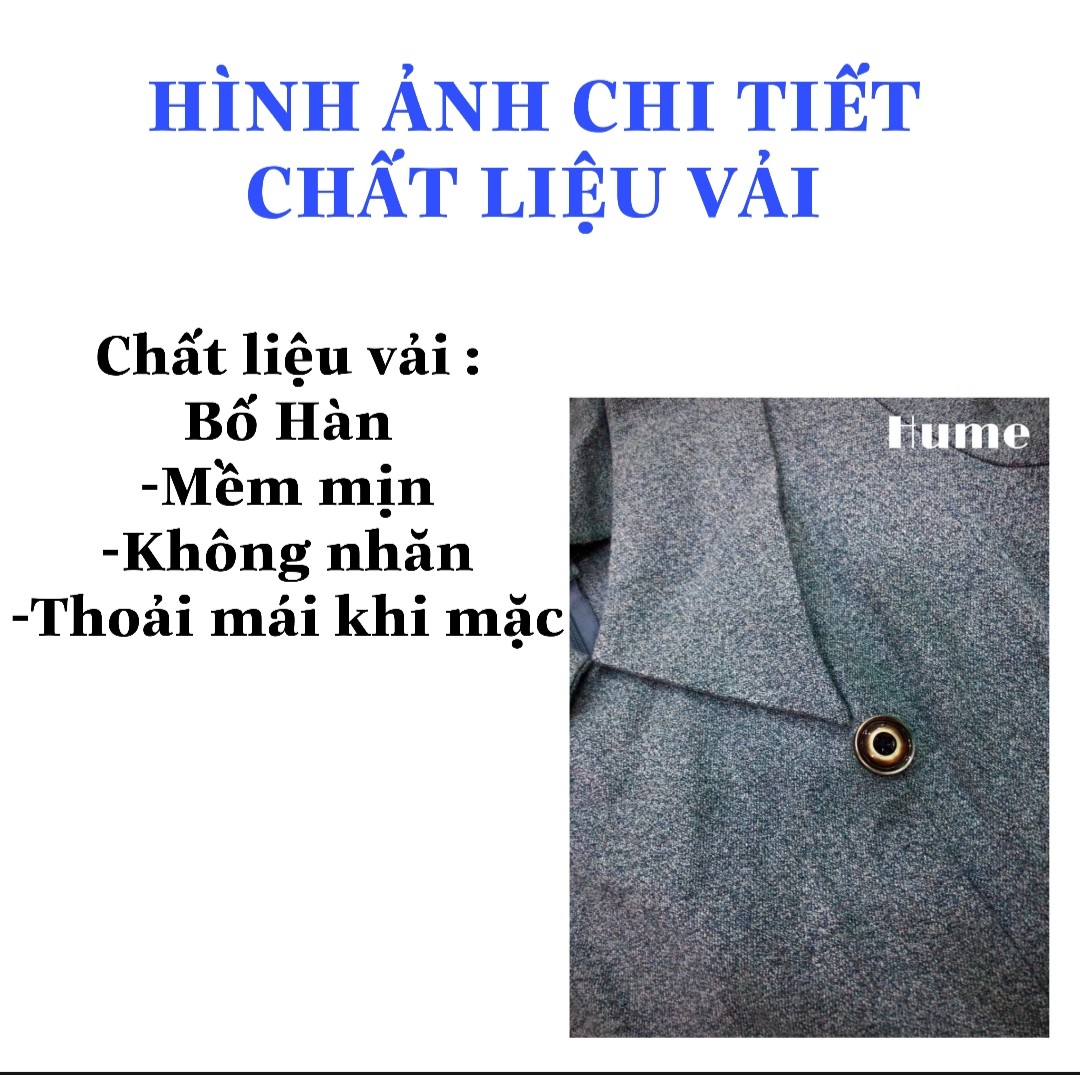 HÌNH ẢNH CHI TIẾT
CHẤT LIỆU VẢI
Chất liệu vải :
Bố Hàn
-Mềm mịn
-Không nhăn
-Thoải mái khi mặc
Hume